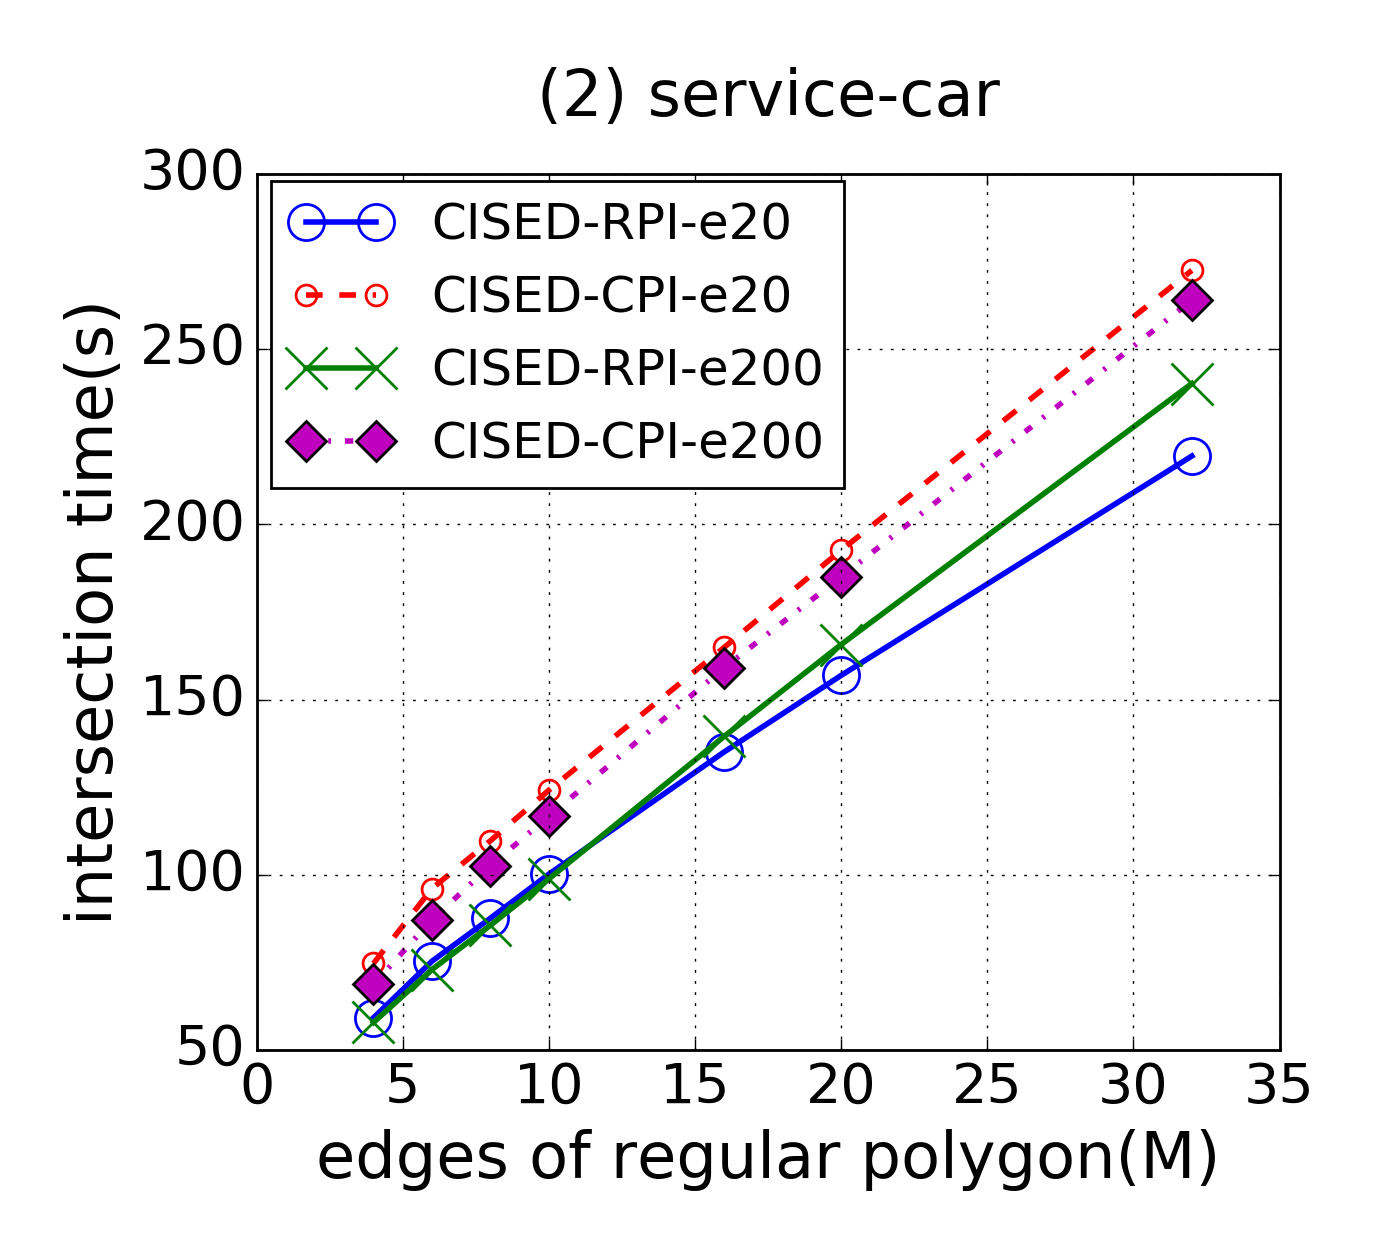 (2) service-car
300
250
200
150
100
50
intersection time(s)
CISED-RPI-e20
CISED-CPI-e20
CISED-RPI-e200
CISED-CPI-e200
0 5 10 15 20 25 30 35
edges of regular polygon(M)